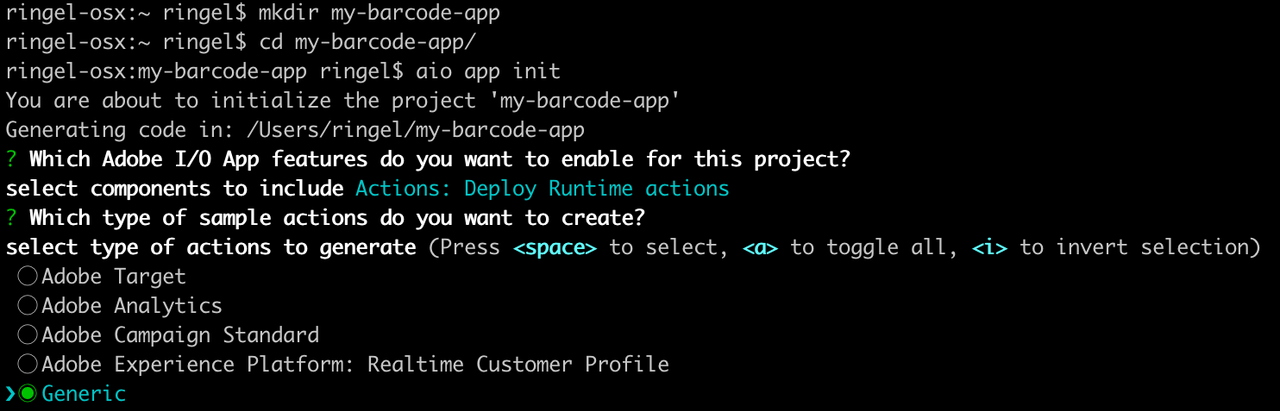 ringel-osx:~ ringel$ mkdir my-barcode-app
ringel-osx:~ ringel$ cd my-barcode-app/
ringel-osx:my-barcode-app ringel$ aio app init
You are about to initialize the project 'my-barcode-app'
Generating code in: /Users/ringel/my-barcode-app
? Which Adobe I/O App features do you want to enable for this project?
select components to include Actions: Deploy Runtime actions
? Which type of sample actions do you want to create?
select type of actions to generate (Press <space> to select, <a> to toggle all, <i> to invert selection)
◯Adobe Target
◯Adobe Analytics
◯Adobe Campaign Standard
◯Adobe Experience Platform: Realtime Customer Profile
❯◉Generic